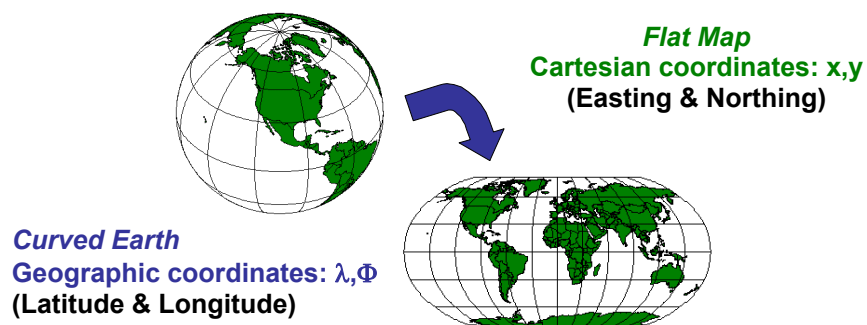 Flat Map
Cartesian coordinates: x,y
(Easting & Northing)
Curved Earth
Geographic coordinates: λ,Φ
(Latitude & Longitude)